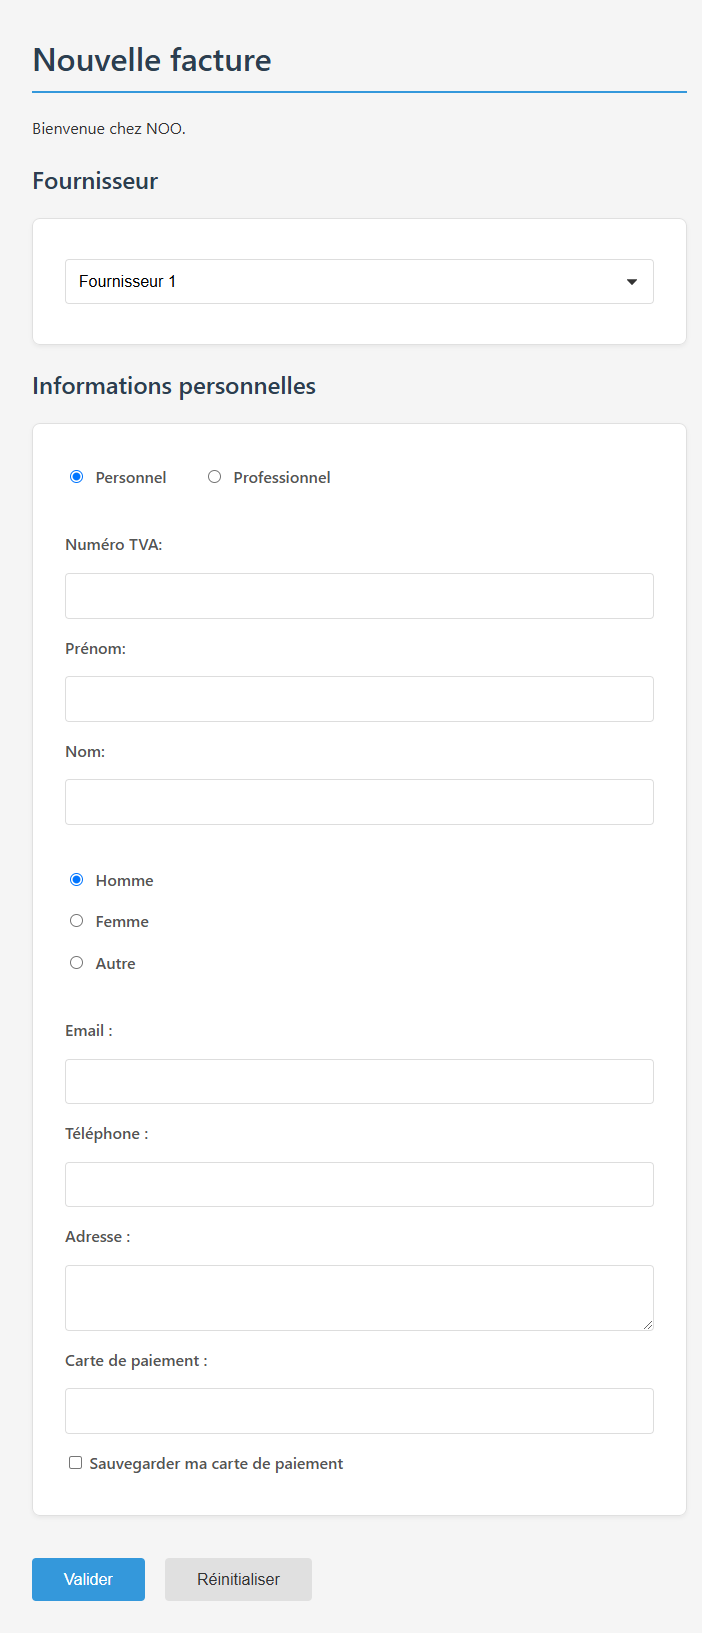 Nouvelle facture
Bienvenue chez NOO.
Fournisseur
Fournisseur 1
Informations personnelles
Personnel Professionnel
Numéro TVA:
Prénom:
Nom:
Homme
Femme
Autre
Email :
Téléphone :
Adresse :
Carte de paiement :
Sauvegarder ma carte de paiement
Valider Réinitialiser